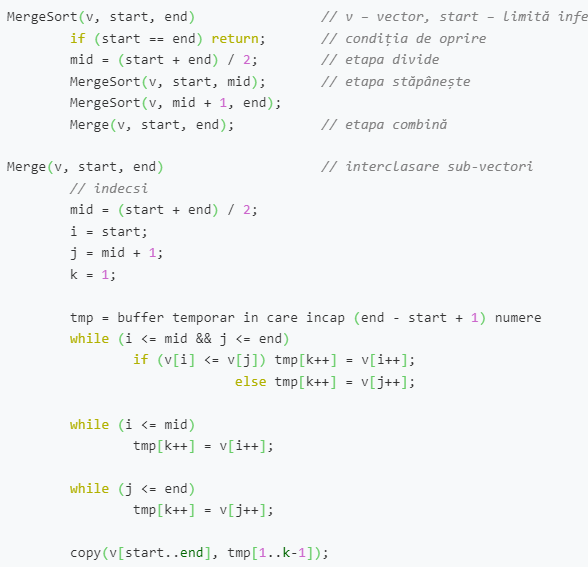 MergeSort(v, start, end) // v – vector, start – limită
if (start == end) return; // condiția de oprire
mid = (start + end) / 2; // etapa divide
MergeSort(v, start, mid); // etapa stăpânește
MergeSort(v, mid + 1, end);
Merge(v, start, end); // etapa combină
Merge(v, start, end) // interclasare sub-vectori
// indecsi
mid = (start + end) / 2;
i = start;
j = mid + 1;
k = 1;
tmp = buffer temporar in care incap (end - start + 1) numere
while (i <= mid && j <= end)
if (v[i] <= v[j]) tmp[k++] = v[i++];
else tmp[k++] = v[j++];
while (i <= mid)
tmp[k++] = v[i++];
while (j <= end)
tmp[k++] = v[j++];
copy(v[start..end], tmp[1..k-1]);